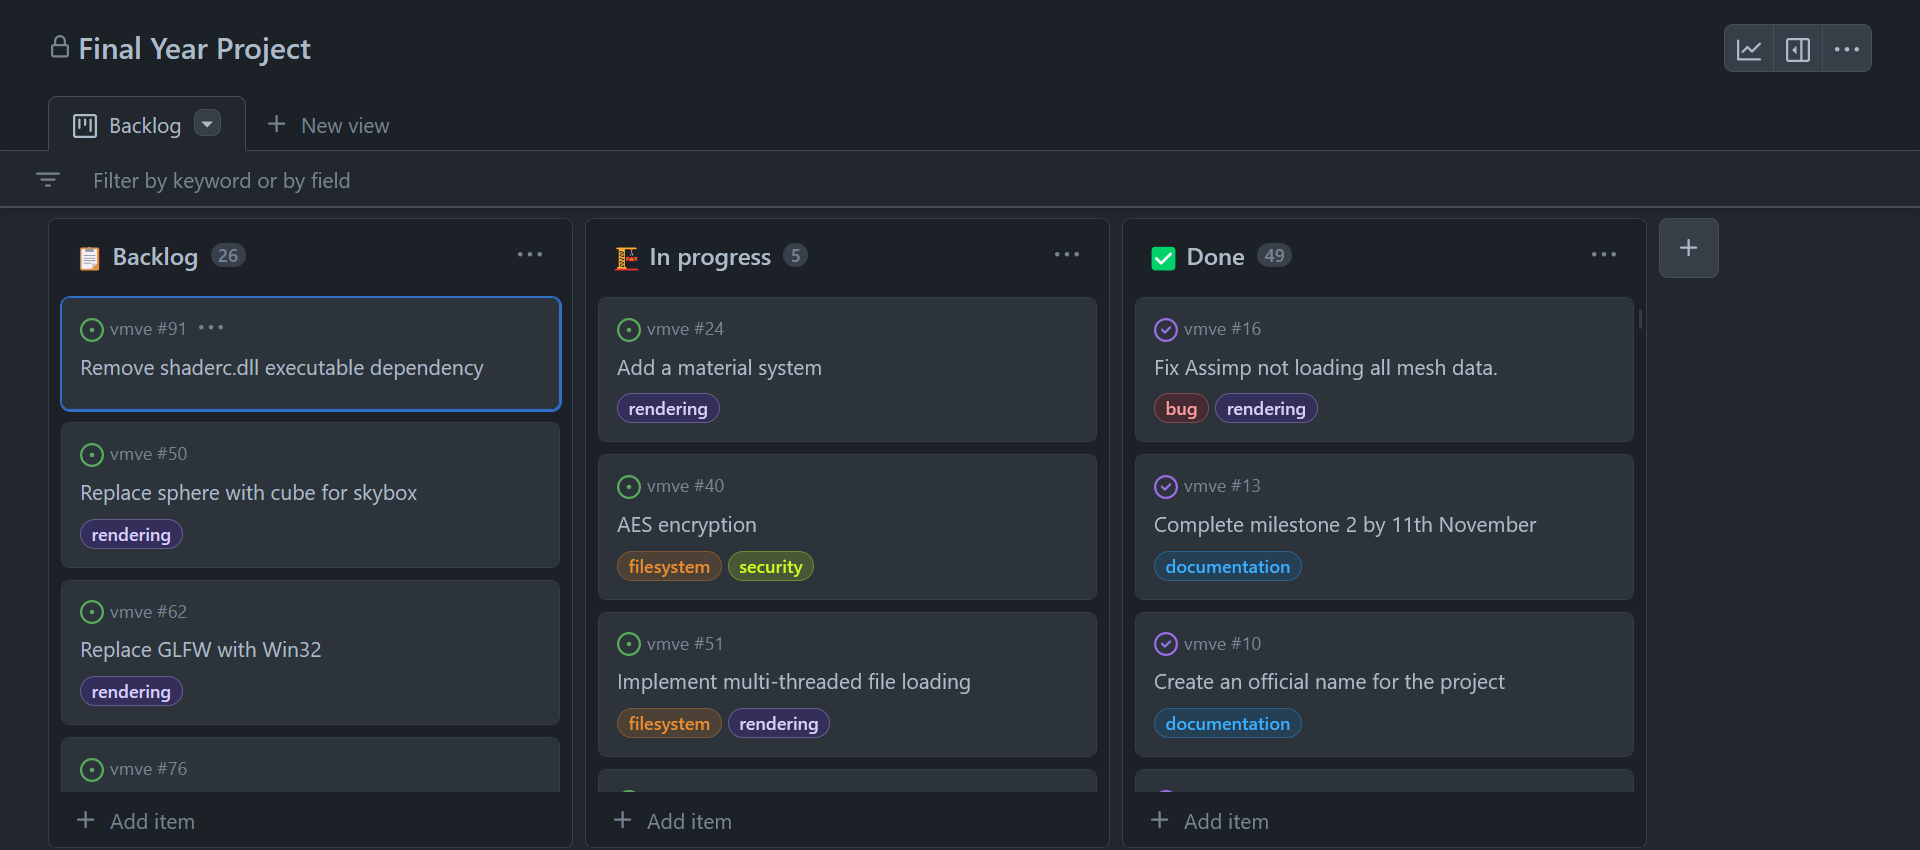 Final Year Project
Backlog
New view
Filter by keyword or by field
Backlog 26
vmve #91
Remove shaderc.dll executable dependency
vmve #50
Replace sphere with cube for skybox
rendering
vmve #62
Replace GLFW with Win32
rendering
vmve #76
Add item
In progress 5
vmve #24
Add a material system
rendering
vmve #40
AES encryption
filesystem security
vmve #51
Implement multi-threaded file loading
filesystem rendering
Add item
Done 49
vmve #16
Fix Assimp not loading all mesh data.
bug rendering
vmve #13
Complete milestone 2 by 11th November
documentation
vmve #10
Create an official name for the project
documentation
Add item